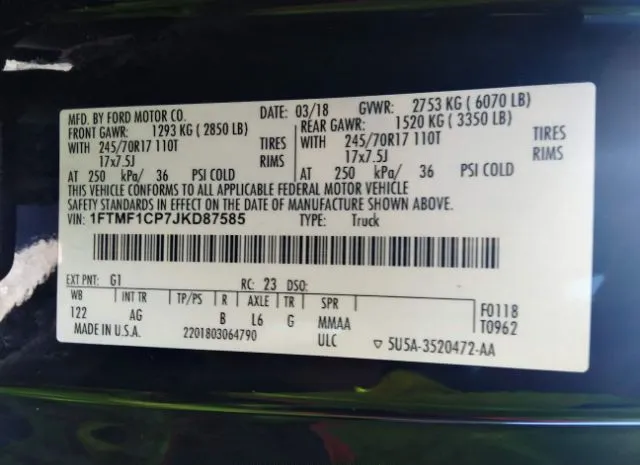 MFD. BY FORD MOTOR CO. DATE: 03/18 GVWR: 2753 KG ( 6070 LB)
FRONT GAWR: 1293 KG ( 2850 LB) REAR GAWR: 1520 KG ( 3350 LB)
WITH 245/70R17 110T TIRES WITH 245/70R17 110T TIRES
17x7.5J RIMS 17x7.5J RIMS
AT 250 kPa/ 36 PSI COLD AT 250 kPa/ 36 PSI COLD
THIS VEHICLE CONFORMS TO ALL APPLICABLE FEDERAL MOTOR VEHICLE
SAFETY STANDARDS IN EFFECT ON THE DATE OF MANUFACTURE SHOWN ABOVE.
VIN: 1FTMF1CP7JKD87585 TYPE: Truck
EXT PNT: G1 RC: 23 DSO:
WB INT TR TP/PS R AXLE TR SPR
122 AG B L6 G MMAA F0118
T0962
MADE IN U.S.A. 2201803064790 ULC ▽ 5U5A-3520472-AA